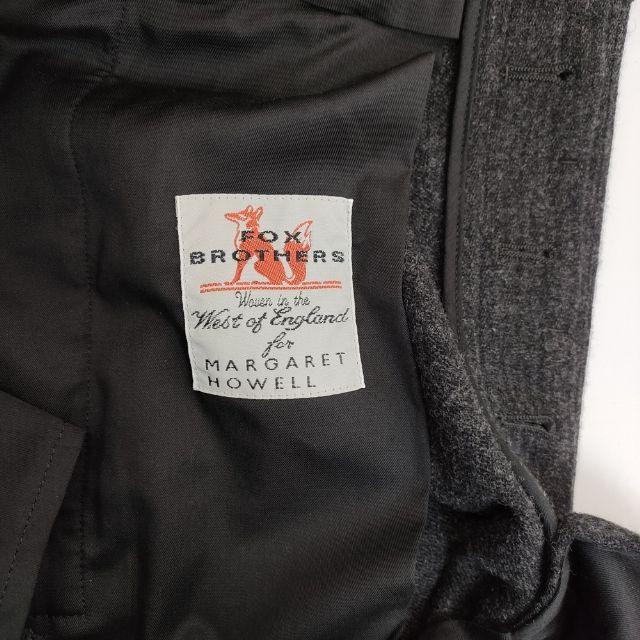 FOX
BROTHERS
Woven in the
West of England
for
MARGARET
HOWELL